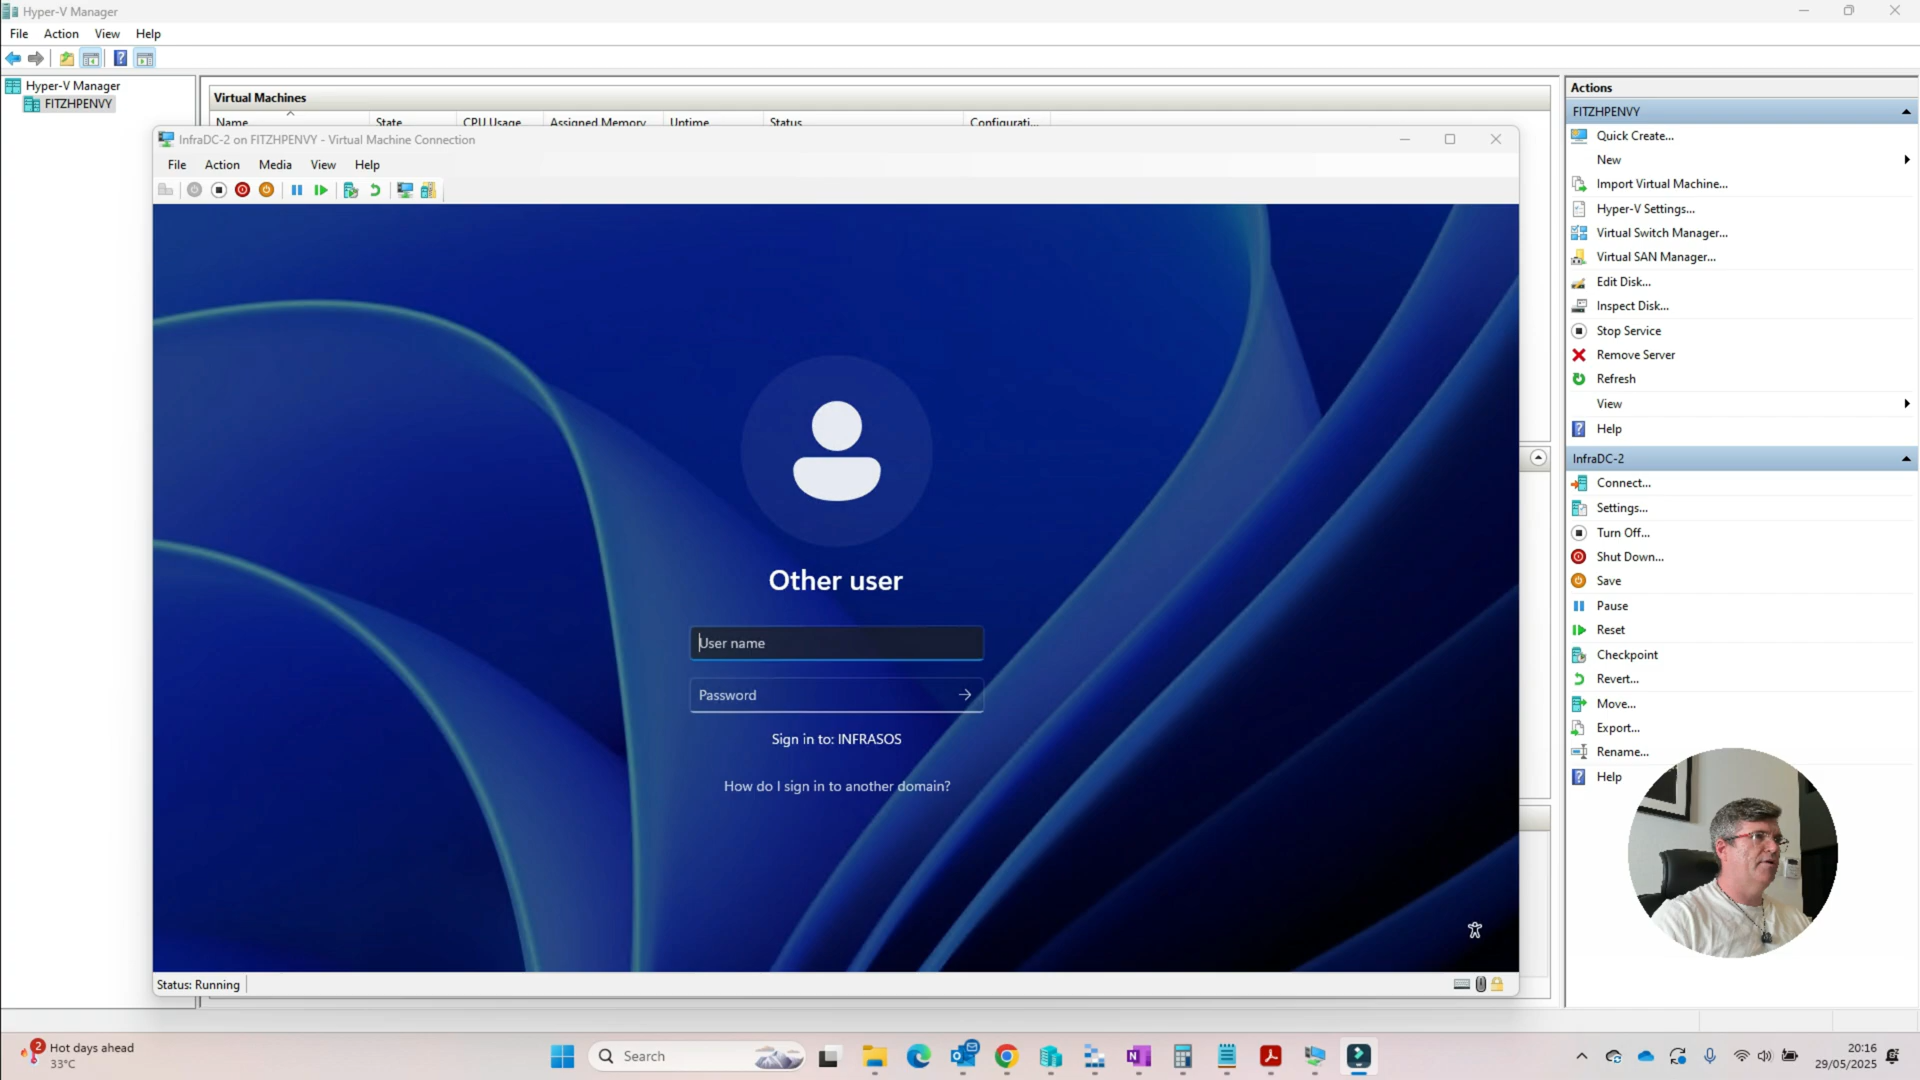 Hyper-V Manager
File Action View Help
Hyper-V Manager
FITZHPENVY
Virtual Machines
Name State CPU Usage Assigned Memory Uptime Status Configurati...
InfraDC-2 on FITZHPENVY - Virtual Machine Connection
File Action Media View Help
Other user
User name
Password
Sign in to: INFRASOS
How do I sign in to another domain?
Status: Running
Actions
FITZHPENVY
Quick Create...
New
Import Virtual Machine...
Hyper-V Settings...
Virtual Switch Manager...
Virtual SAN Manager...
Edit Disk...
Inspect Disk...
Stop Service
Remove Server
Refresh
View
Help
InfraDC-2
Connect...
Settings...
Turn Off...
Shut Down...
Save
Pause
Reset
Checkpoint
Revert...
Move...
Export...
Rename...
Help
2
Hot days ahead
33°C
Search
20:16
29/05/2025